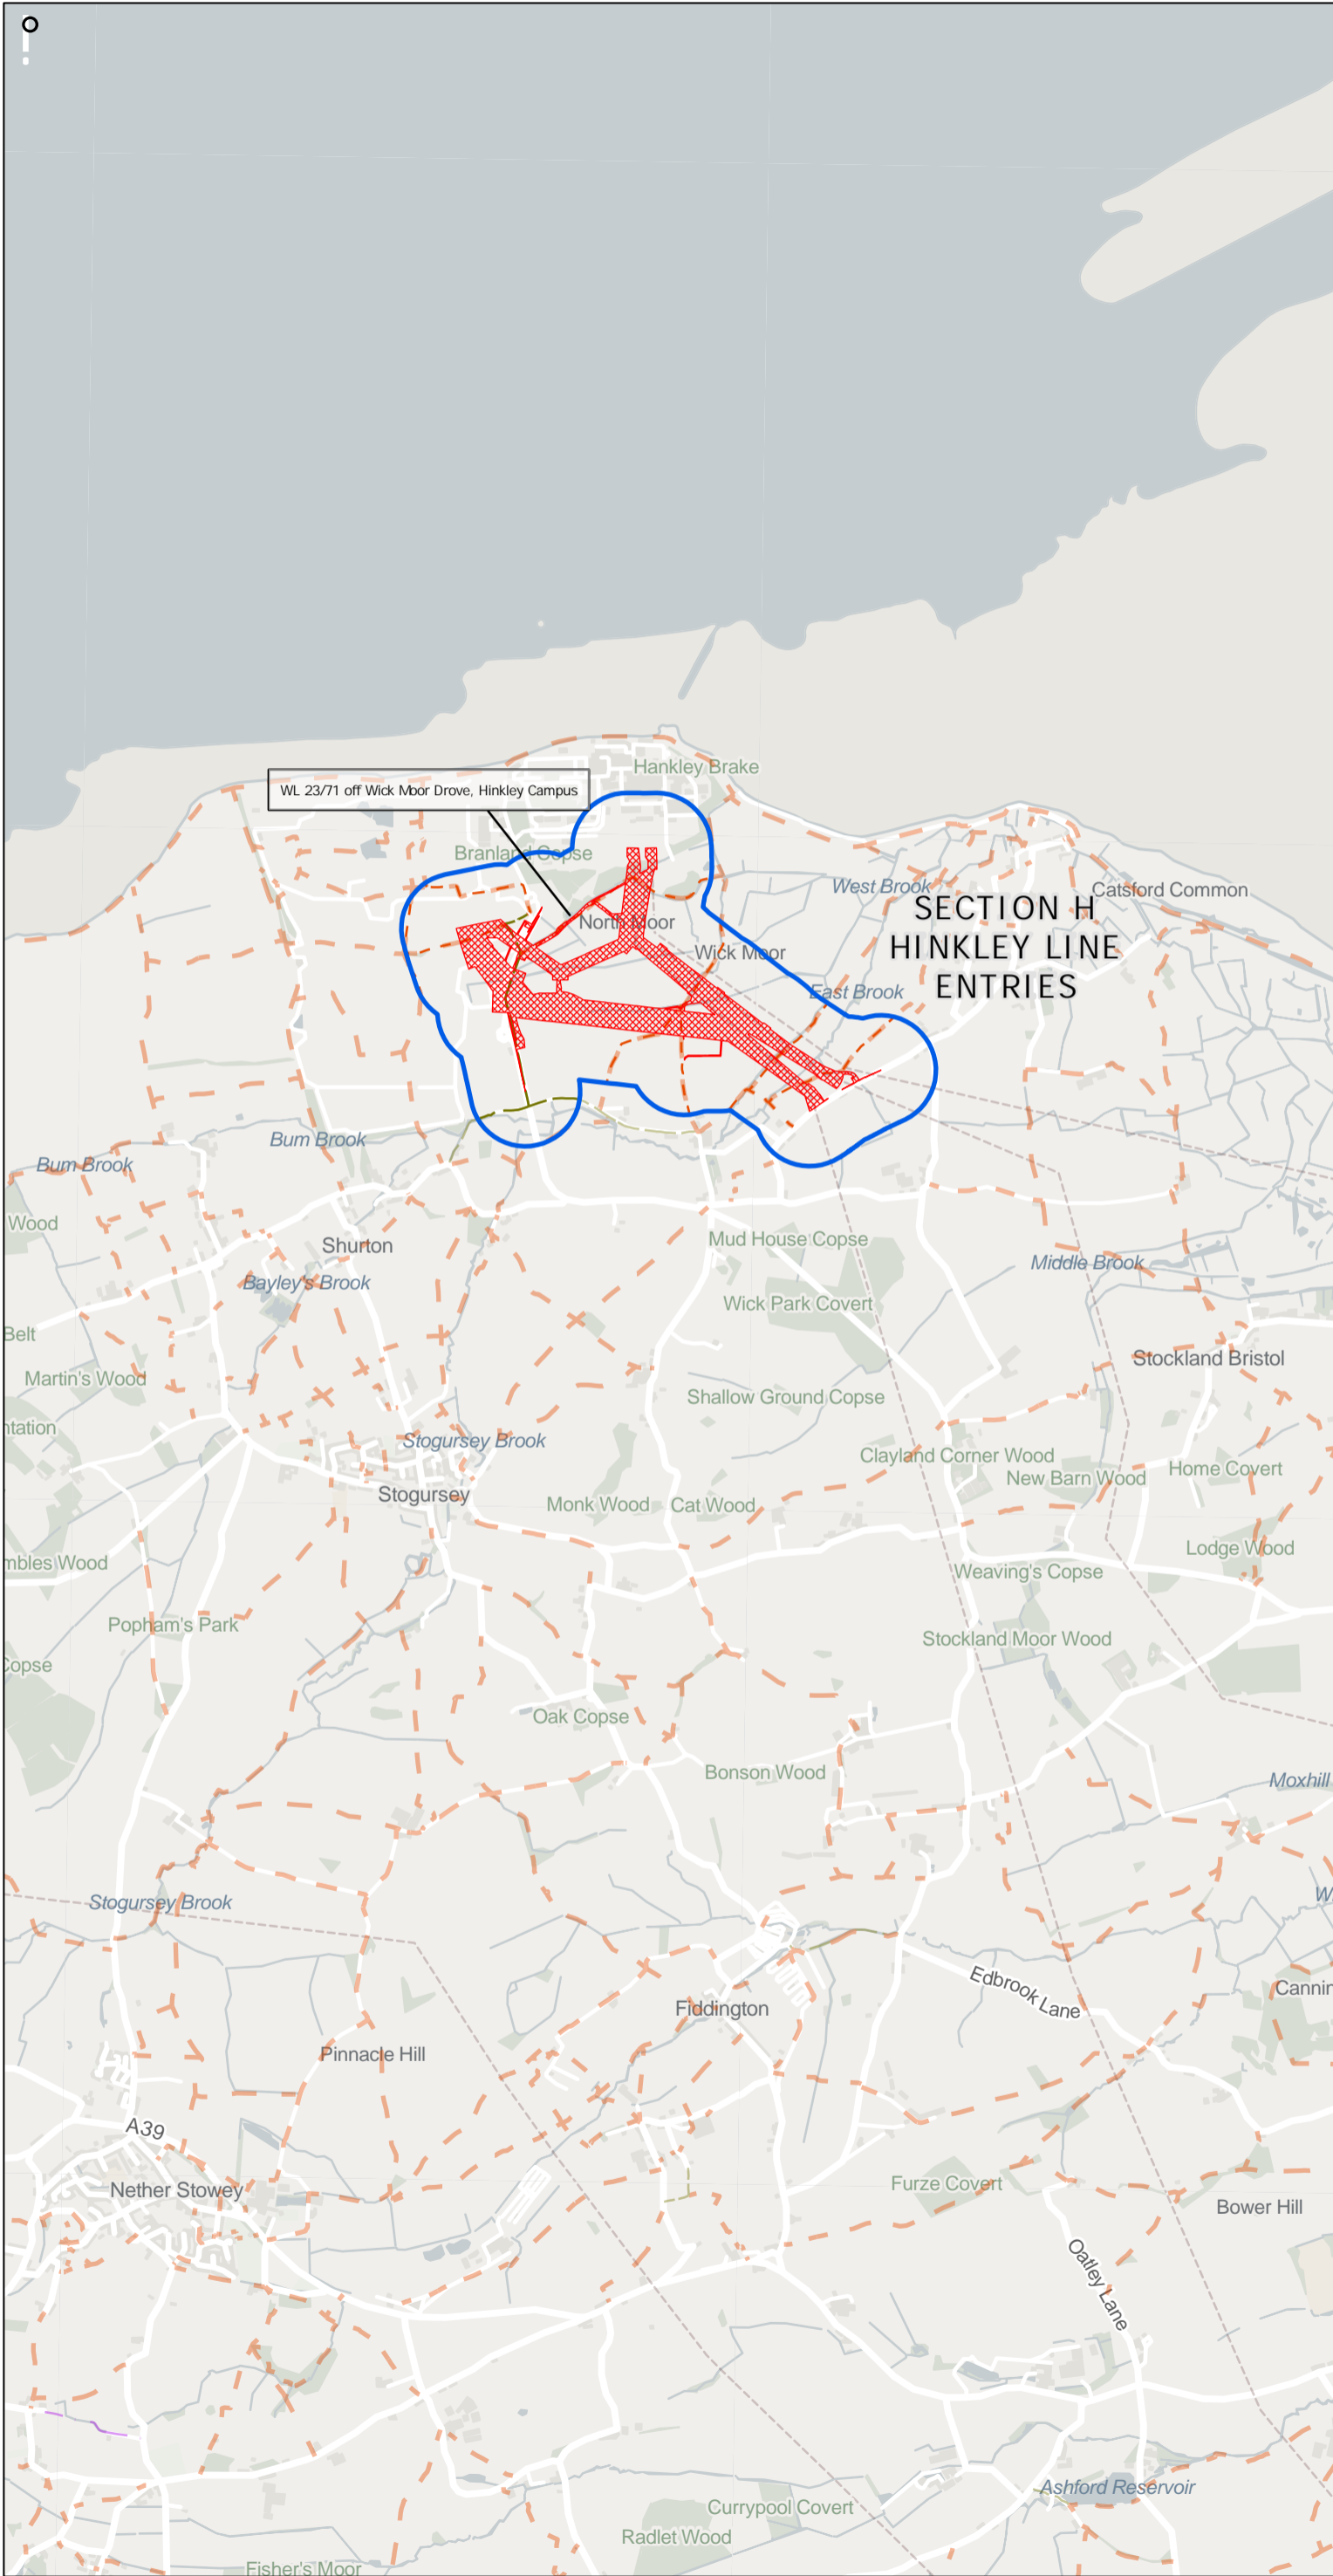 Hankley Brake
WL 23/71 off Wick Moor Drove, Hinkley Campus
Branland Copse
West Brook
Catsford Common
SECTION H
HINKLEY LINE
ENTRIES
North Moor
Wick Moor
East Brook
Bum Brook
Bum Brook
Wood
Shurton
Mud House Copse
Middle Brook
Bayley's Brook
Wick Park Covert
Belt
Stockland Bristol
Martin's Wood
Shallow Ground Copse
ntation
Stogursey Brook
Clayland Corner Wood
New Barn Wood
Home Covert
Stogursey
Monk Wood
Cat Wood
Lodge Wood
mbles Wood
Weaving's Copse
Popham's Park
Stockland Moor Wood
Copse
Oak Copse
Bonson Wood
Moxhill
Stogursey Brook
W
Edbrook Lane
Cannin
Fiddington
Pinnacle Hill
A39
Nether Stowey
Furze Covert
Bower Hill
Oatley Lane
Ashford Reservoir
Currypool Covert
Radlet Wood
Fisher's Moor